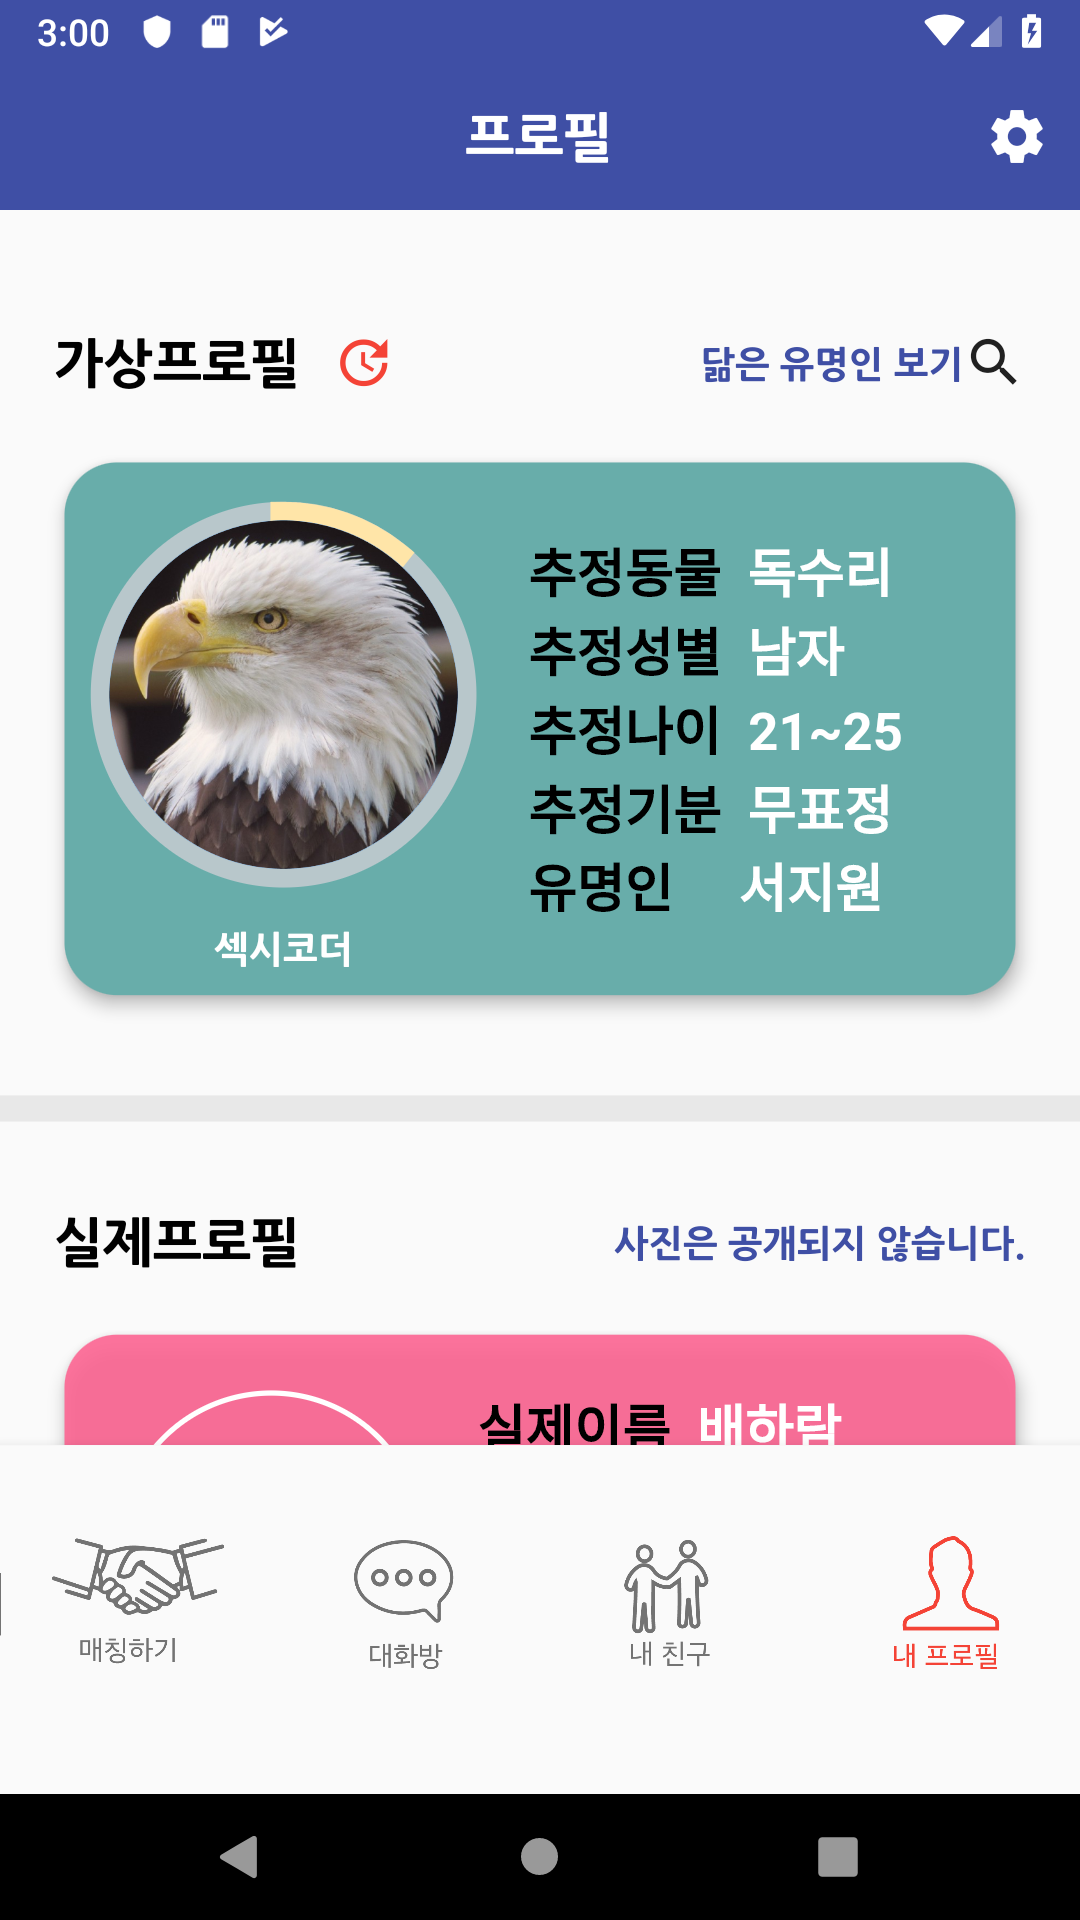 3:00
프로필
가상프로필
닮은 유명인 보기
추정동물 독수리
추정성별 남자
추정나이 21~25
추정기분 무표정
유명인 서지원
섹시코더
실제프로필
사진은 공개되지 않습니다.
실제이름 배하람
매칭하기
대화방
내 친구
내 프로필